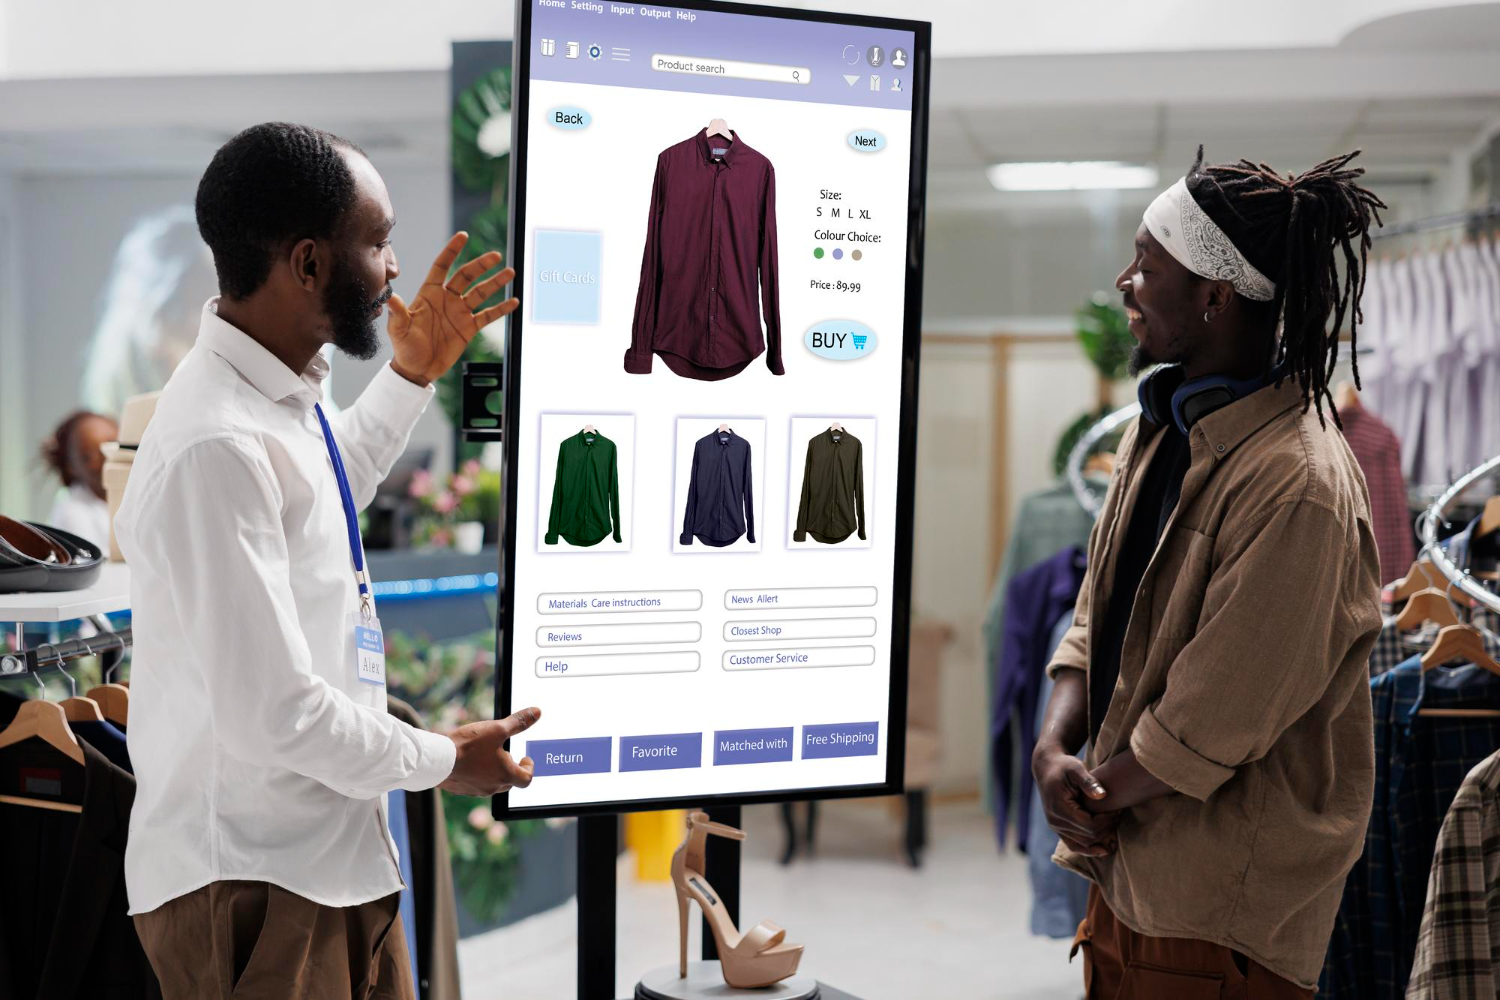 Home Setting Input Output Help
Product search
Back
Next
Size:
S M L XL
Colour Choice:
Price : 89.99
Gift Cards
BUY
Materials Care instructions
News Allert
Reviews
Closest Shop
Help
Customer Service
Return
Favorite
Matched with
Free Shipping
HELLO
Alex